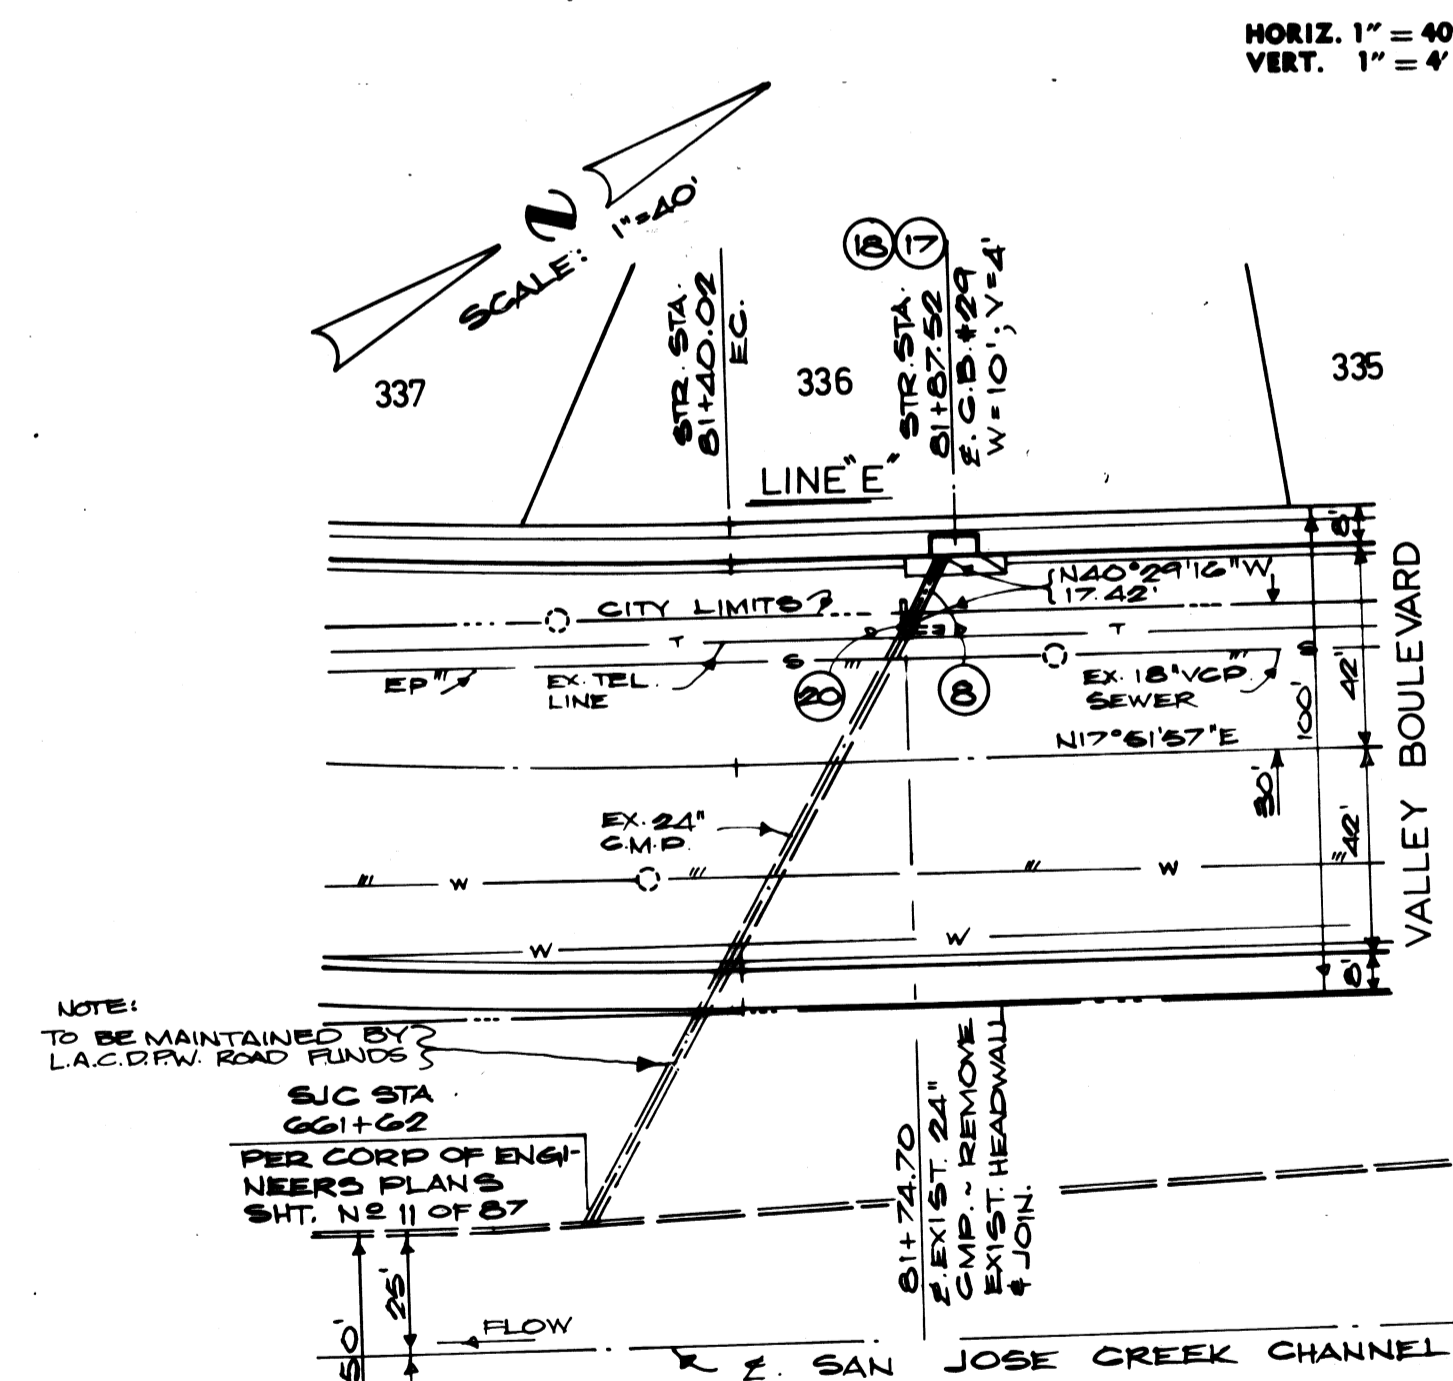 HORIZ. 1" = 40
VERT. 1" = 4'
SCALE: 1"=40'
337
336
335
STR. STA.
81+40.02
EC.
18
17
STR. STA.
81+87.52
℄. C.B. #29
W=10'; V=4'
LINE "E"
8'
N40°29'16"W
17.42'
CITY LIMITS
T
T
S
EP
EX. TEL.
LINE
20
8
EX. 18" VCP
SEWER
N17°51'57"E
100'
42'
30'
42'
VALLEY BOULEVARD
EX. 24"
C.M.P.
W
W
W
W
8'
NOTE:
TO BE MAINTAINED BY
L.A.C.D.P.W. ROAD FUNDS
SJC STA
661+62
PER CORP OF ENGI-
NEERS PLANS
SHT. Nº 11 OF 87
81+74.70
℄. EXIST. 24"
CMP. ~ REMOVE
EXIST. HEADWALL
& JOIN.
25'
50'
FLOW
℄. SAN JOSE CREEK CHANNEL